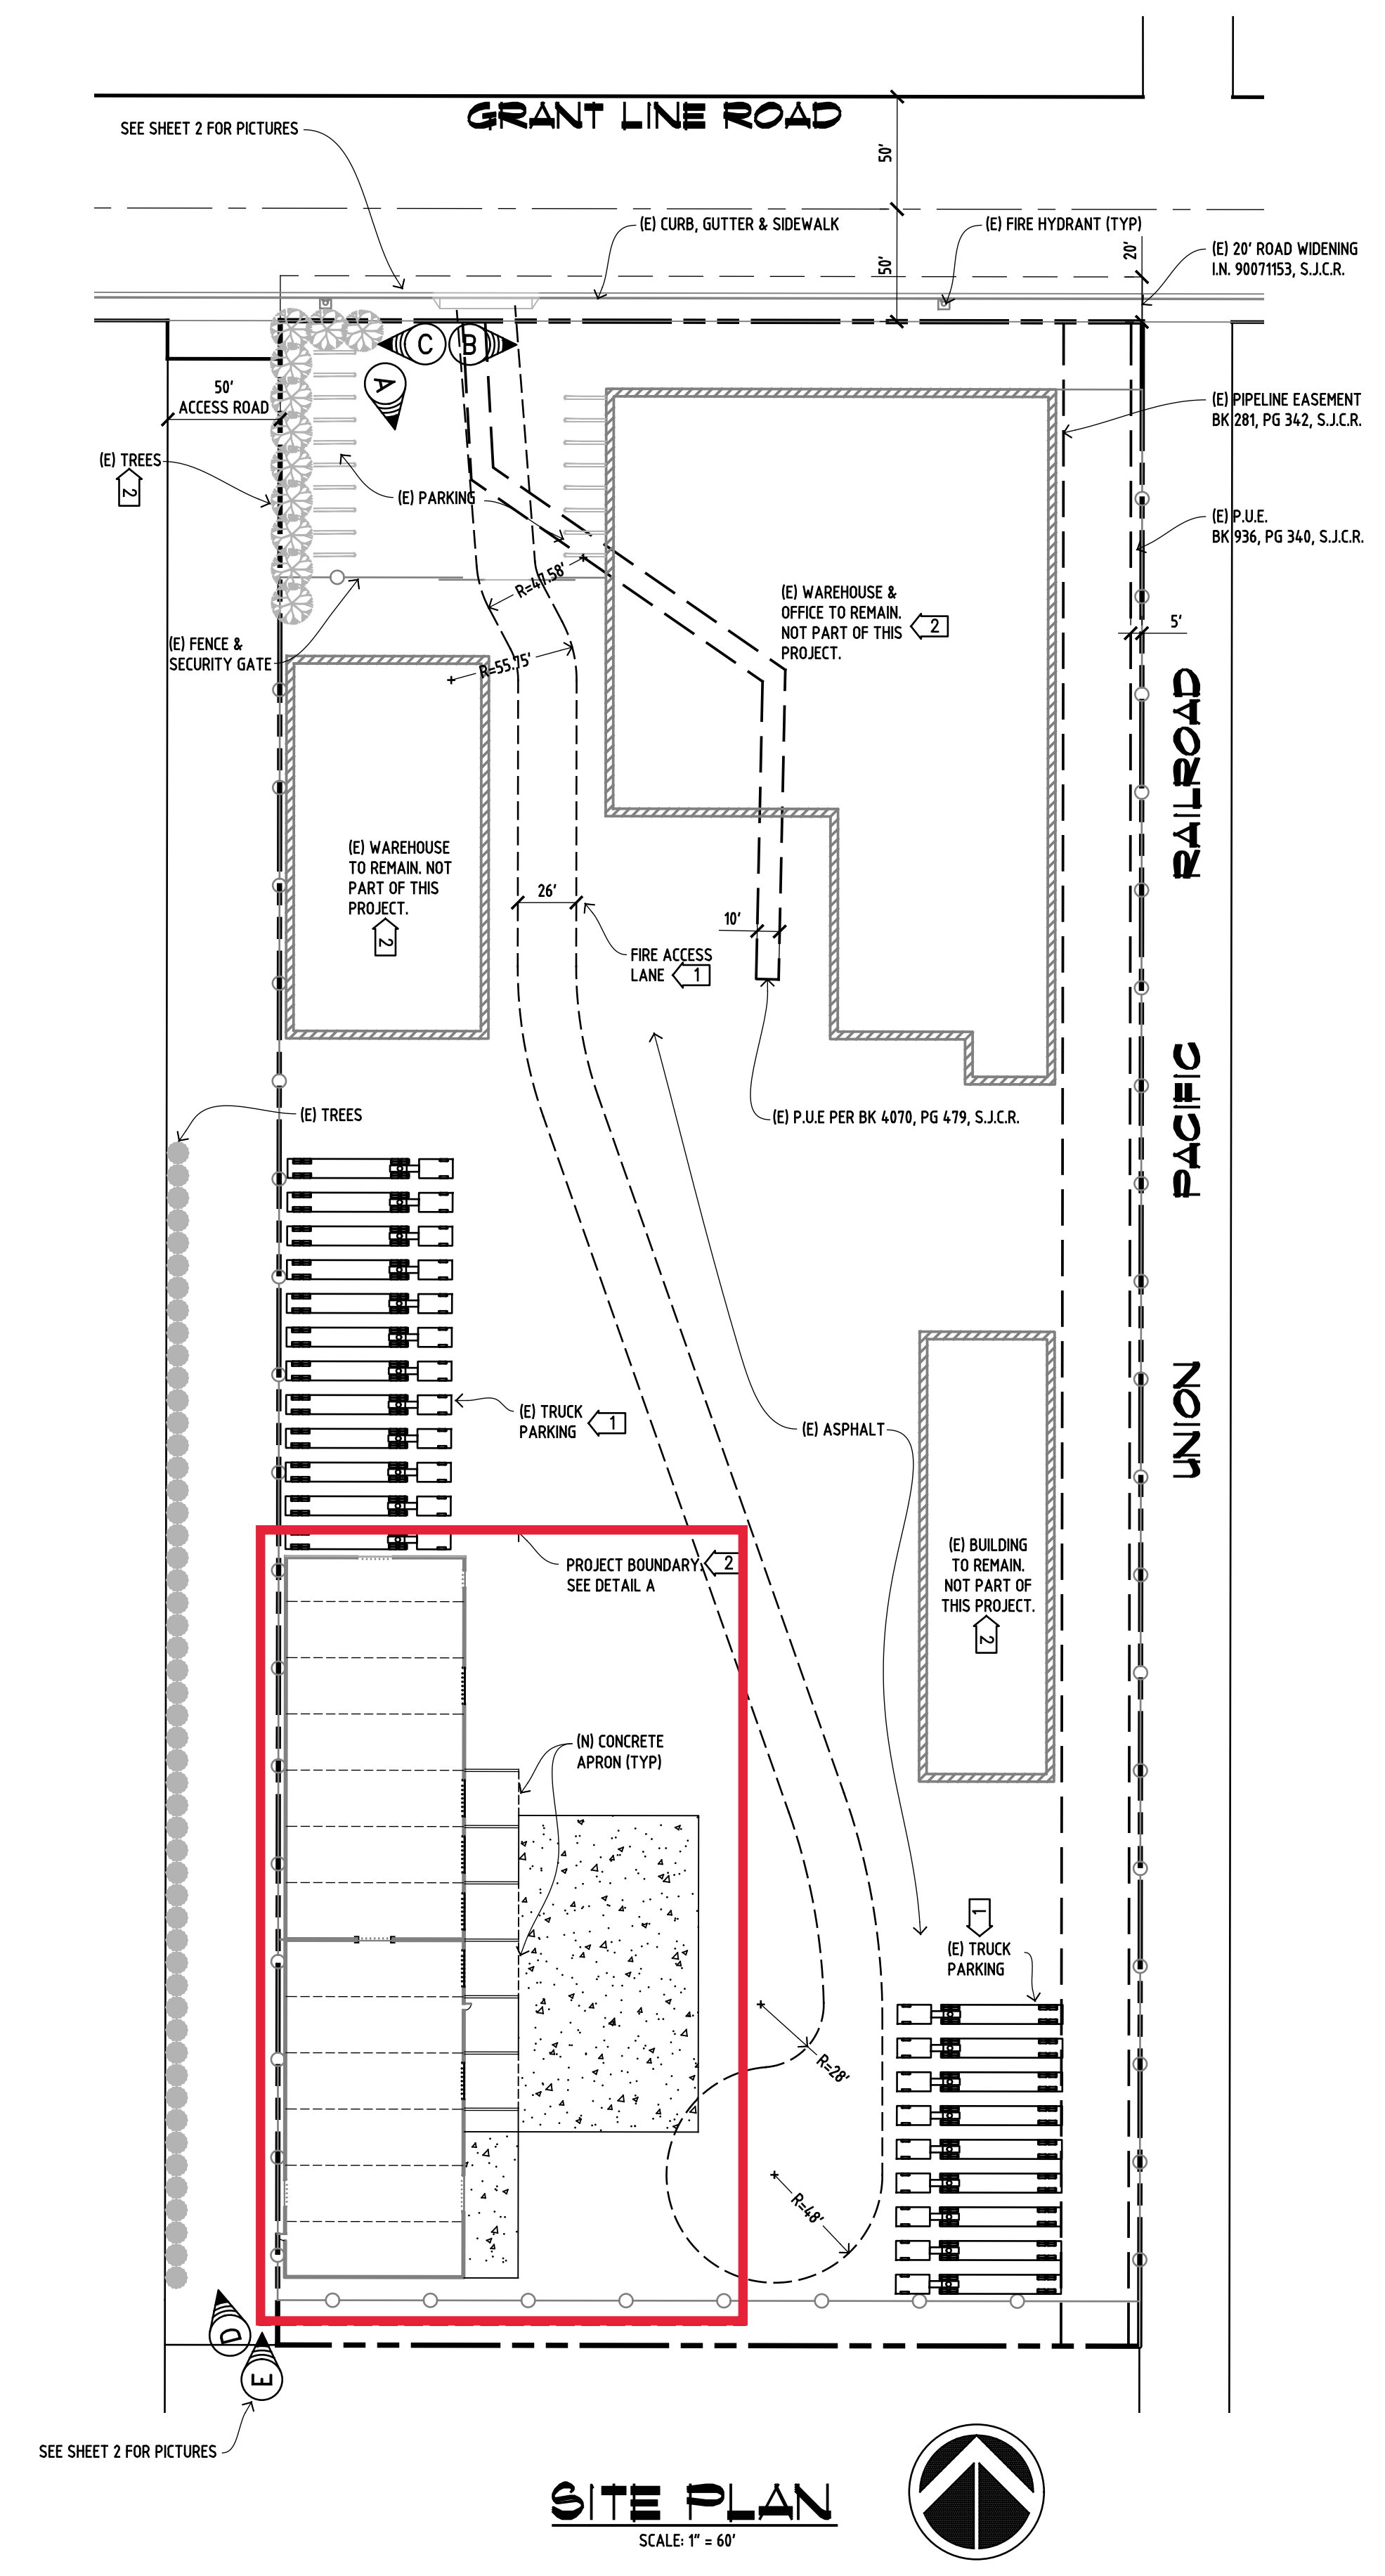 GRANT LINE ROAD
SEE SHEET 2 FOR PICTURES
50'
(E) CURB, GUTTER & SIDEWALK
(E) FIRE HYDRANT (TYP)
50'
20'
(E) 20' ROAD WIDENING
I.N. 90071153, S.J.C.R.
C
B
A
50'
ACCESS ROAD
(E) PIPELINE EASEMENT
BK 281, PG 342, S.J.C.R.
(E) TREES
2
(E) PARKING
(E) P.U.E.
BK 936, PG 340, S.J.C.R.
R=47.58'
(E) WAREHOUSE &
OFFICE TO REMAIN.
NOT PART OF THIS
PROJECT.
2
5'
(E) FENCE &
SECURITY GATE
R=55.75'
UNION PACIFIC RAILROAD
(E) WAREHOUSE
TO REMAIN. NOT
PART OF THIS
PROJECT.
2
26'
10'
FIRE ACCESS
LANE
1
(E) TREES
(E) P.U.E PER BK 4070, PG 479, S.J.C.R.
(E) TRUCK
PARKING
1
(E) ASPHALT
PROJECT BOUNDARY.
SEE DETAIL A
2
(E) BUILDING
TO REMAIN.
NOT PART OF
THIS PROJECT.
2
(N) CONCRETE
APRON (TYP)
1
(E) TRUCK
PARKING
R=28'
R=48'
D
E
SEE SHEET 2 FOR PICTURES
SITE PLAN
SCALE: 1" = 60'